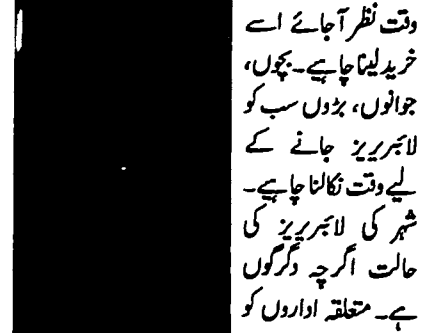 وقت نظر آجائے اسے
خرید لینا چاہیے۔ بچوں،
جوانوں، بڑوں سب کو
لائبریریز جانے کے
لیے وقت نکالنا چاہیے۔
شہر کی لائبریریز کی
حالت اگرچہ دگرگوں
ہے۔ متعلقہ اداروں کو